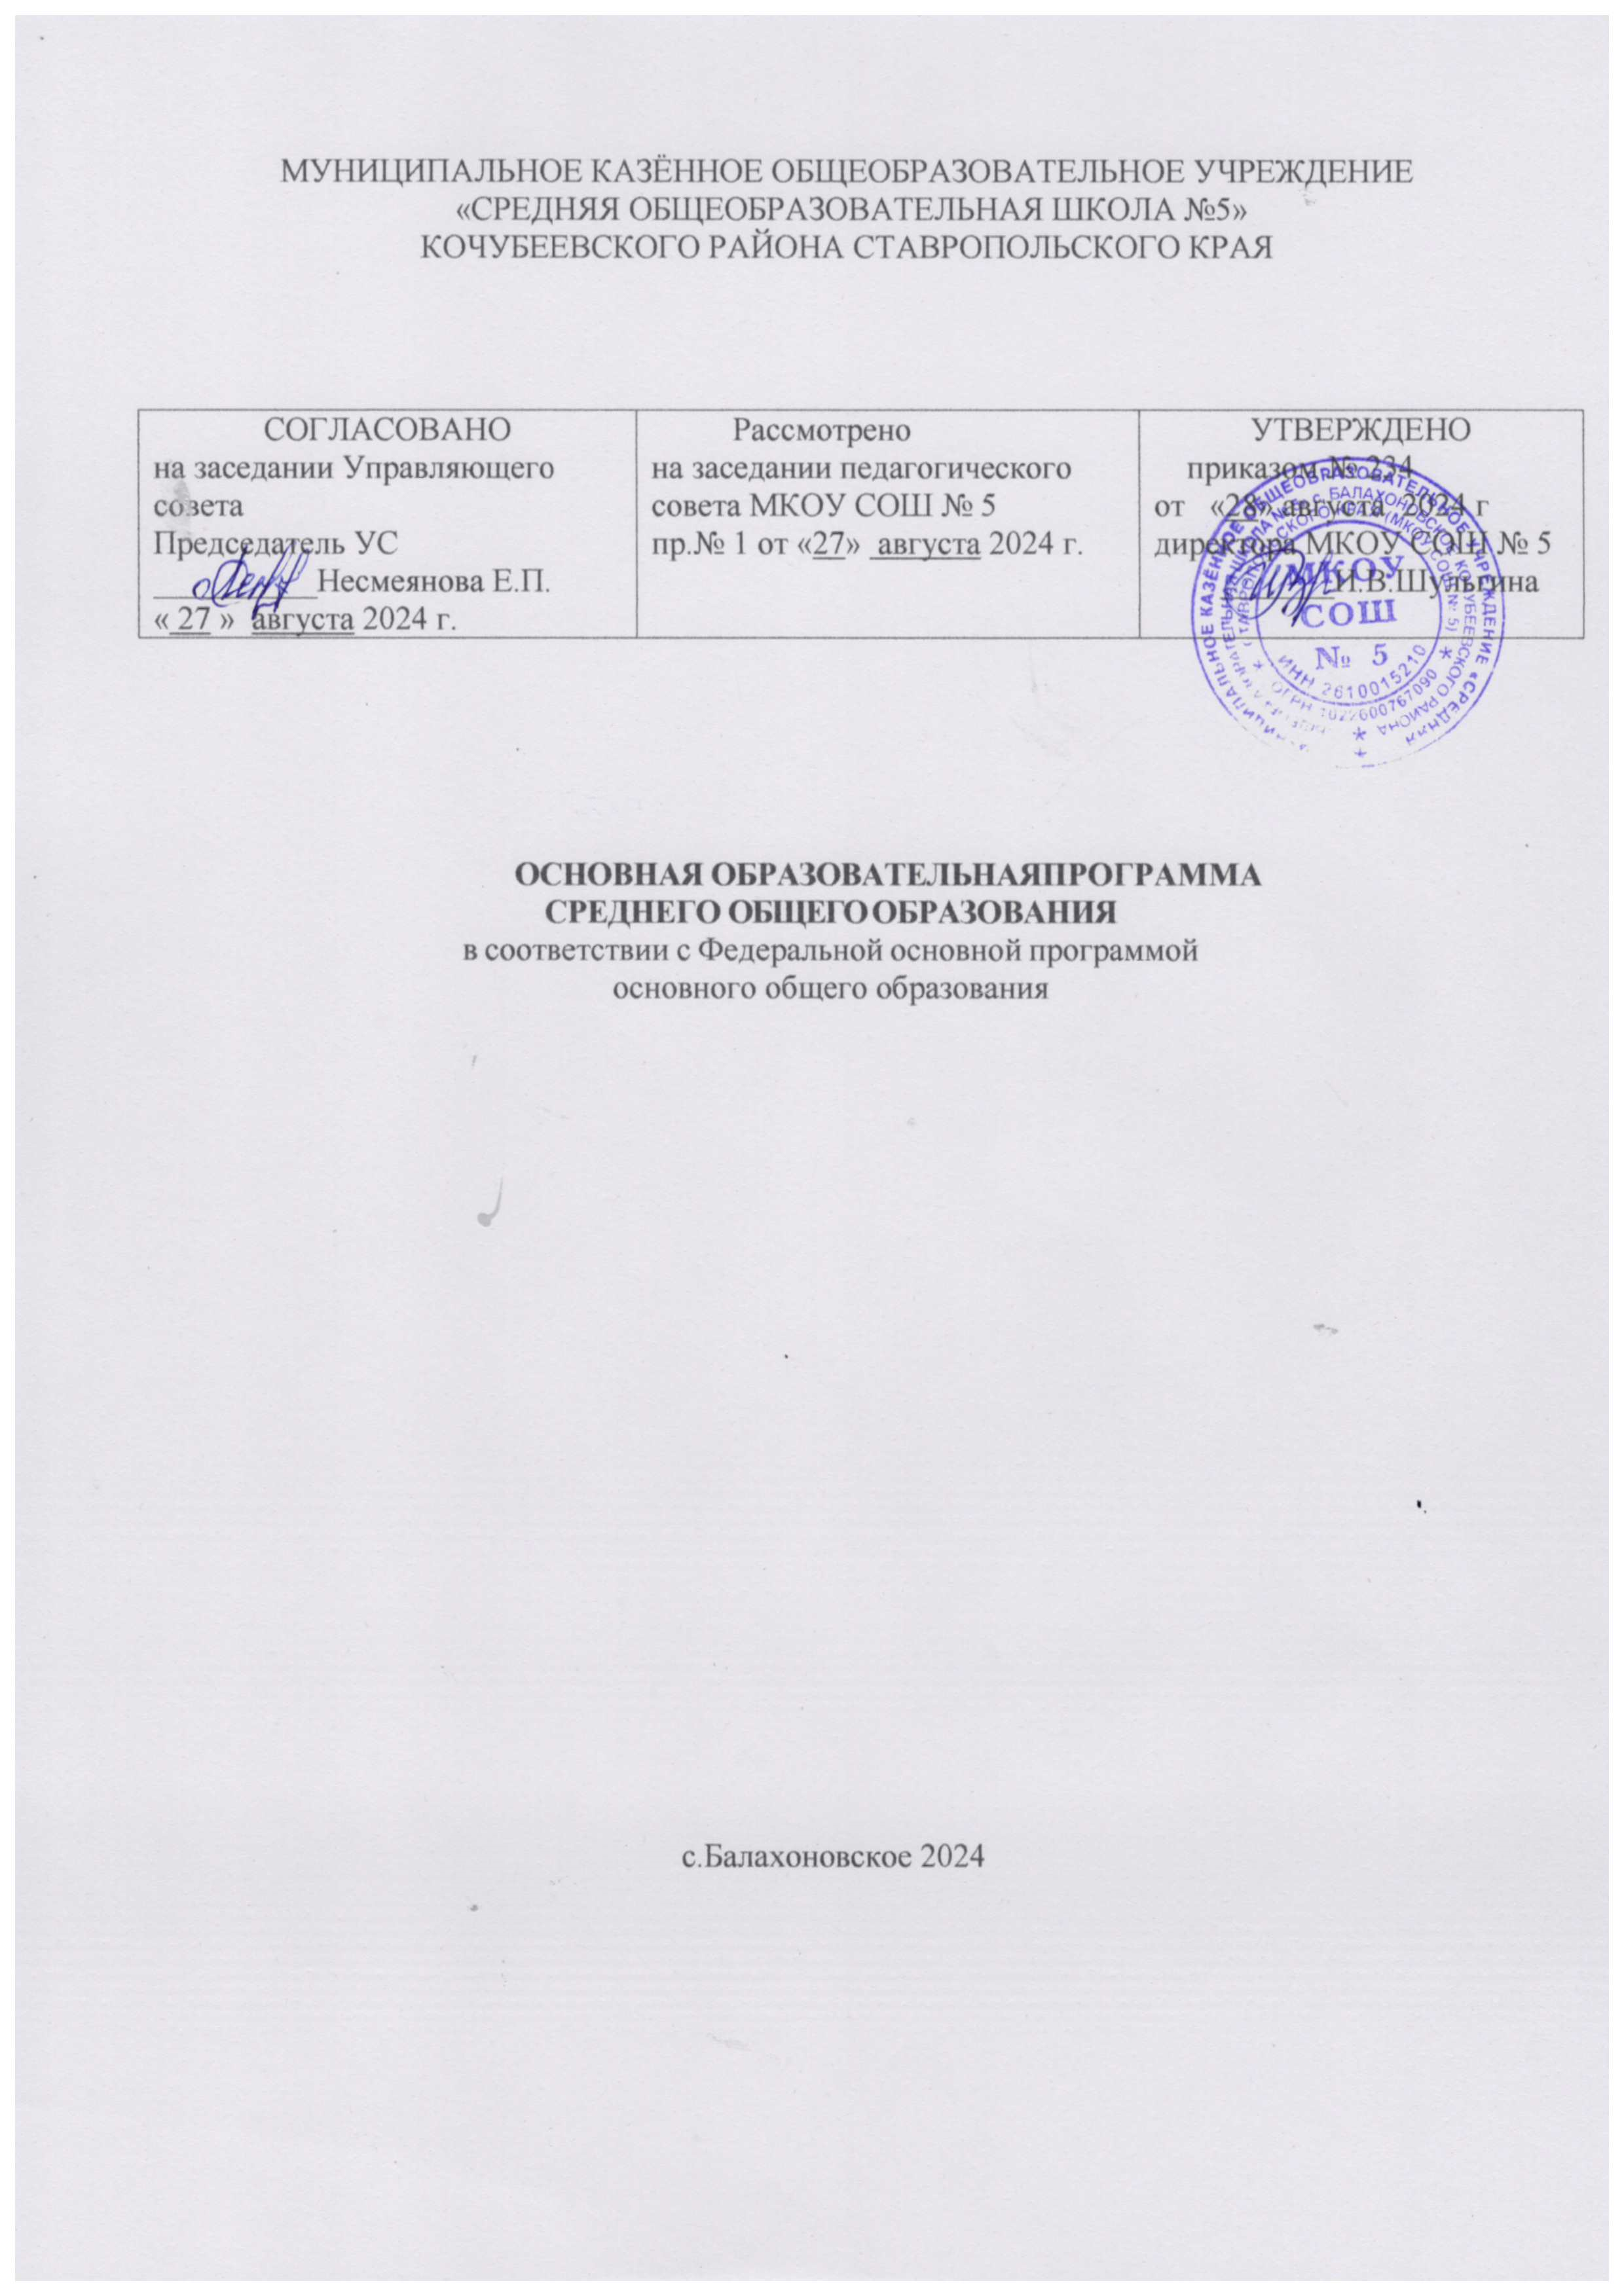 МУНИЦИПАЛЬНОЕ КАЗЁННОЕ ОБЩЕОБРАЗОВАТЕЛЬНОЕ УЧРЕЖДЕНИЕ
«СРЕДНЯЯ ОБЩЕОБРАЗОВАТЕЛЬНАЯ ШКОЛА №5»
КОЧУБЕЕВСКОГО РАЙОНА СТАВРОПОЛЬСКОГО КРАЯ
СОГЛАСОВАНО
на заседании Управляющего
совета
Председатель УС
Несмеянова Е.П.
« 27 » августа 2024 г.
Рассмотрено
на заседании педагогического
совета МКОУ СОШ № 5
пр.№ 1 от «27» августа 2024 г.
УТВЕРЖДЕНО
приказом № 234
от «28» августа 2024 г
директора МКОУ СОШ № 5
И.В.Шульгина
МКОУ
СОШ
№ 5
ИНН 2610015210
ОГРН 1022600767090
ОСНОВНАЯ ОБРАЗОВАТЕЛЬНАЯПРОГРАММА
СРЕДНЕГО ОБЩЕГО ОБРАЗОВАНИЯ
в соответствии с Федеральной основной программой
основного общего образования
с.Балахоновское 2024